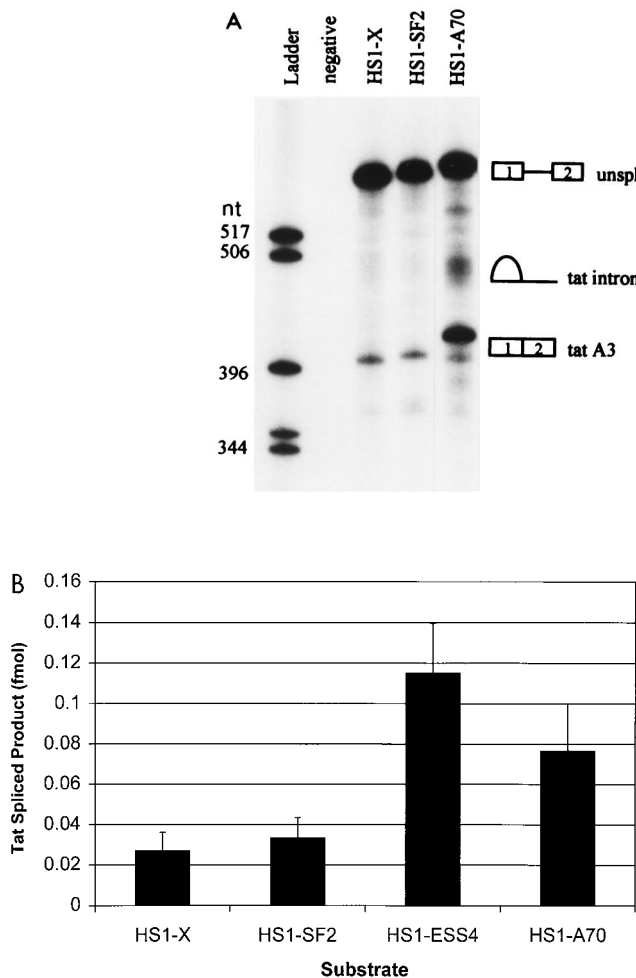 A
Ladder
negative
HS1-X
HS1-SF2
HS1-A70
nt
517
506
396
344
1 2 unspl
tat intron
1 2 tat A3
B
Tat Spliced Product (fmol)
0.16
0.14
0.12
0.1
0.08
0.06
0.04
0.02
0
HS1-X HS1-SF2 HS1-ESS4 HS1-A70
Substrate